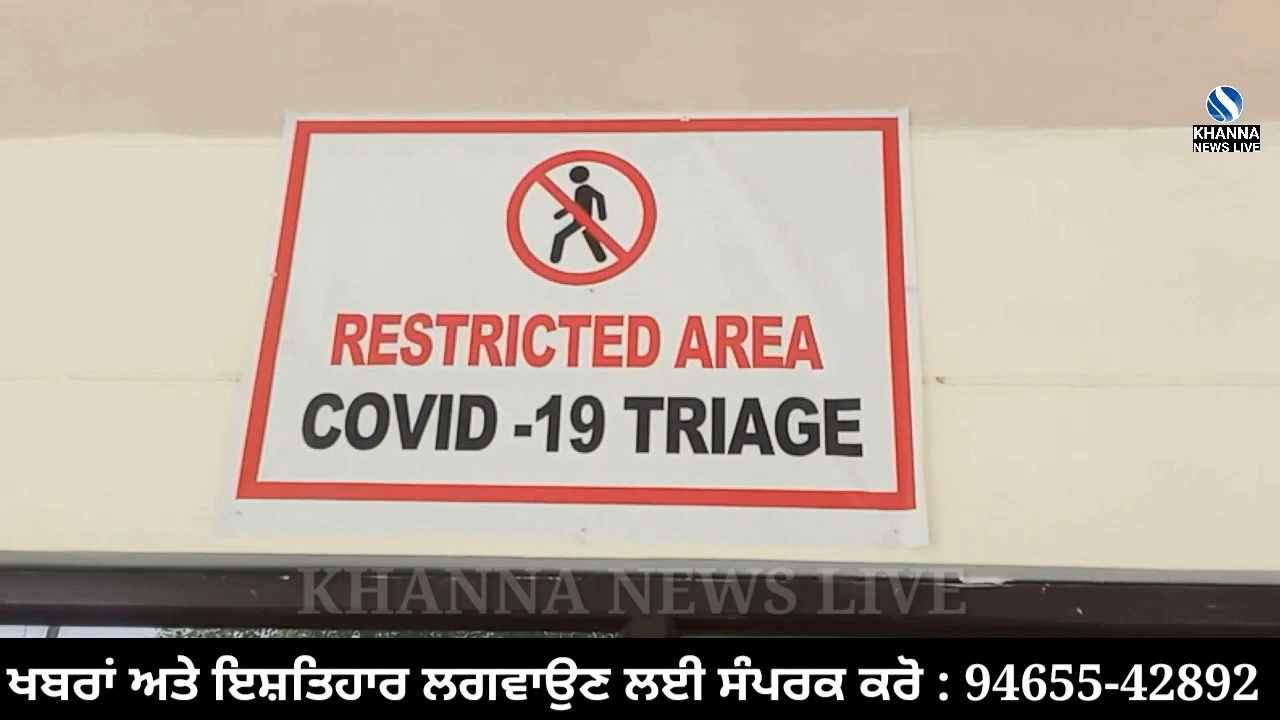 KHANNA
NEWS LIVE
RESTRICTED AREA
COVID -19 TRIAGE
KHANNA NEWS LIVE
ਖਬਰਾਂ ਅਤੇ ਇਸ਼ਤਿਹਾਰ ਲਗਵਾਉਣ ਲਈ ਸੰਪਰਕ ਕਰੋ : 94655-42892